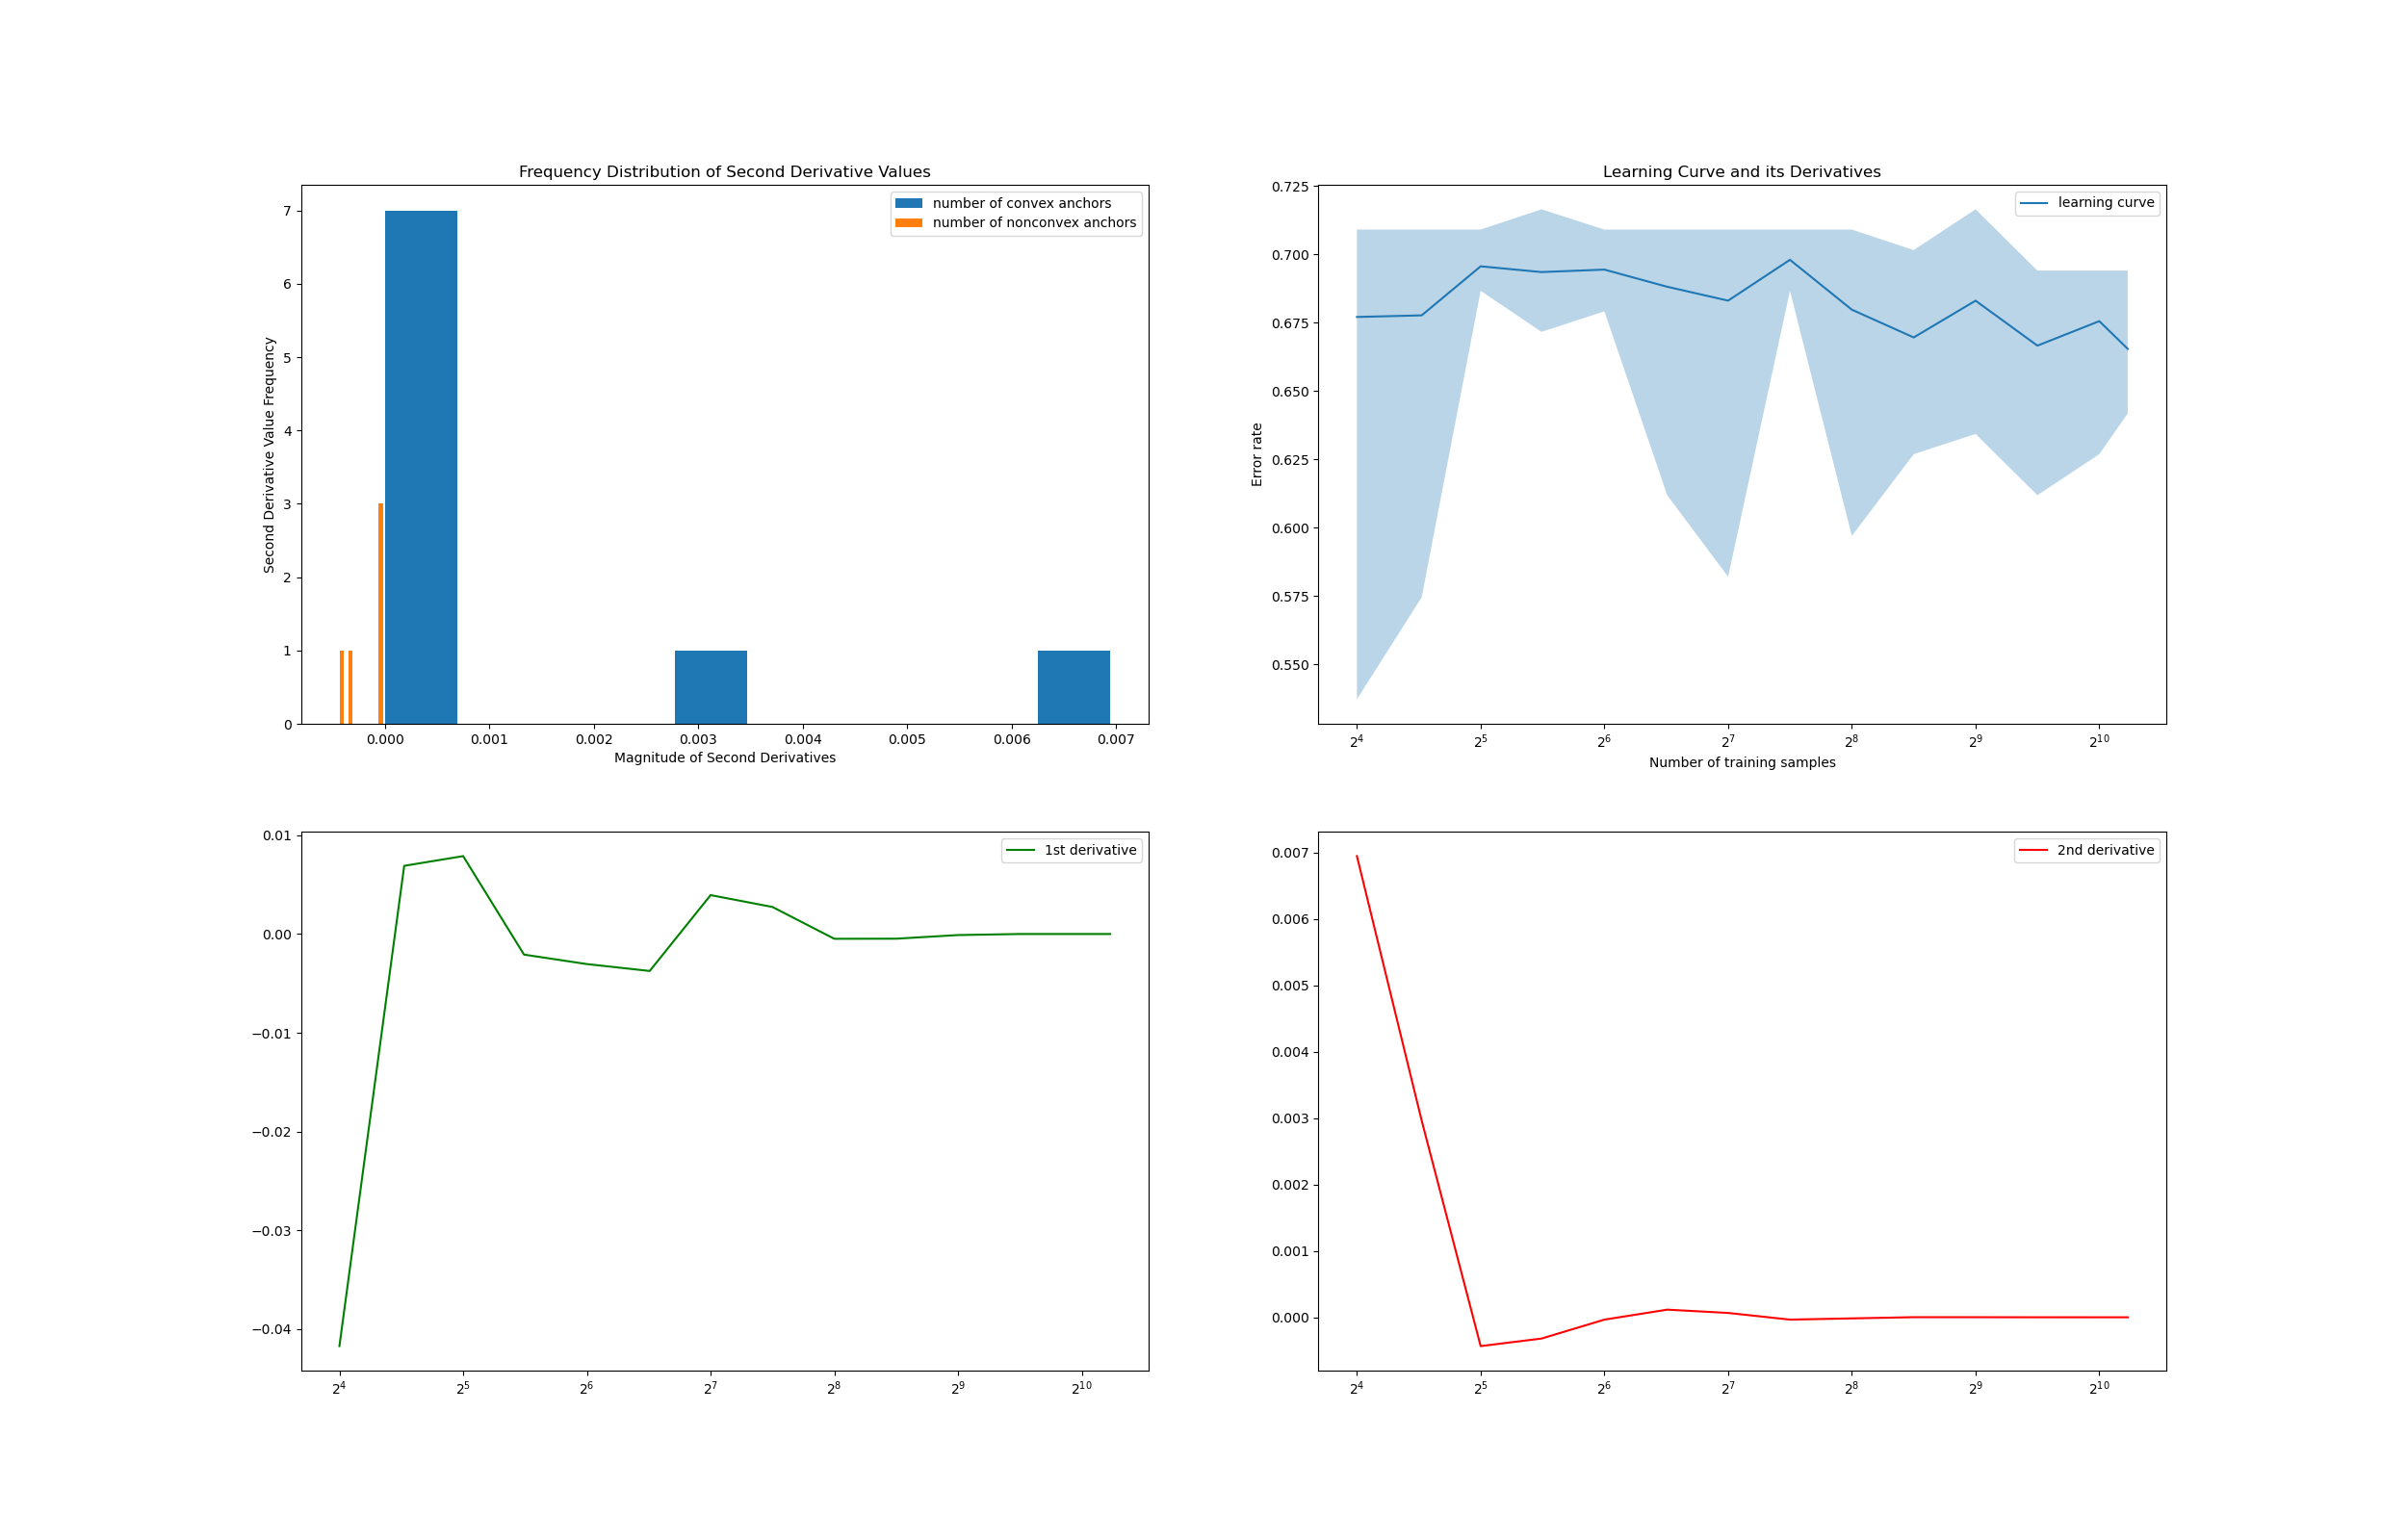 Frequency Distribution of Second Derivative Values
number of convex anchors
number of nonconvex anchors
7
6
5
4
3
2
1
0
Second Derivative Value Frequency
0.000 0.001 0.002 0.003 0.004 0.005 0.006 0.007
Magnitude of Second Derivatives
Learning Curve and its Derivatives
learning curve
0.725
0.700
0.675
0.650
0.625
0.600
0.575
0.550
Error rate
2⁴ 2⁵ 2⁶ 2⁷ 2⁸ 2⁹ 2¹⁰
Number of training samples
1st derivative
0.01
0.00
−0.01
−0.02
−0.03
−0.04
2⁴ 2⁵ 2⁶ 2⁷ 2⁸ 2⁹ 2¹⁰
2nd derivative
0.007
0.006
0.005
0.004
0.003
0.002
0.001
0.000
2⁴ 2⁵ 2⁶ 2⁷ 2⁸ 2⁹ 2¹⁰